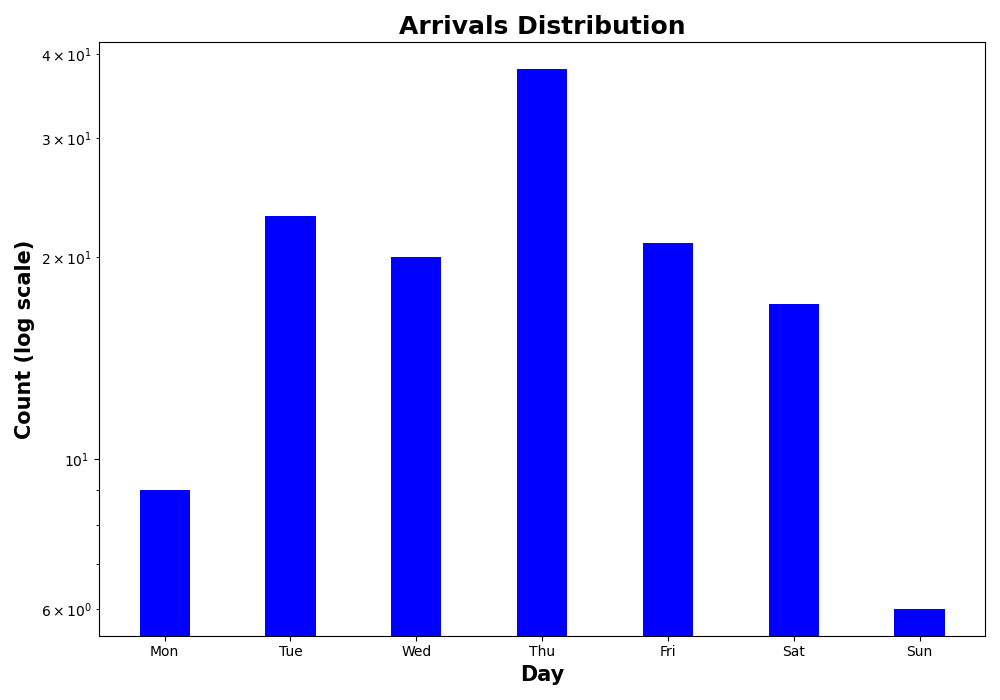 Arrivals Distribution
4 × 10¹
3 × 10¹
2 × 10¹
10¹
6 × 10⁰
Count (log scale)
Mon Tue Wed Thu Fri Sat Sun
Day